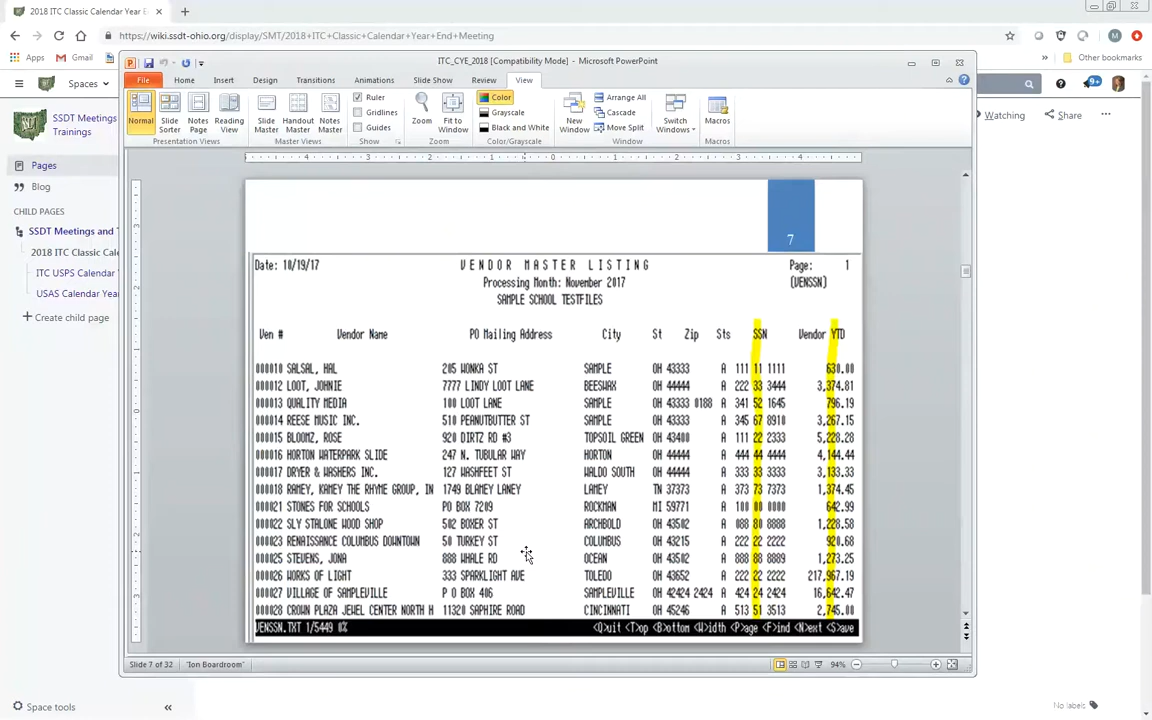 2018 ITC Classic Calendar Year E
https://wiki.ssdt-ohio.org/display/SMT/2018+ITC+Classic+Calendar+Year+End+Meeting
Apps
Gmail
Other bookmarks
Spaces
9+
ITC_CYE_2018 [Compatibility Mode] - Microsoft PowerPoint
File Home Insert Design Transitions Animations Slide Show Review View
Normal
Slide Sorter
Notes Page
Reading View
Presentation Views
Slide Master
Handout Master
Notes Master
Master Views
Ruler
Gridlines
Guides
Show
Zoom
Fit to Window
Zoom
Color
Grayscale
Black and White
Color/Grayscale
New Window
Arrange All
Cascade
Move Split
Window
Switch Windows
Macros
Macros
SSDT Meetings
Trainings
Watching
Share
Pages
Blog
CHILD PAGES
SSDT Meetings and T
2018 ITC Classic Cale
ITC USPS Calendar
USAS Calendar Year
Create child page
7
Date: 10/19/17 VENDOR MASTER LISTING Page: 1
Processing Month: November 2017 (VENSSN)
SAMPLE SCHOOL TESTFILES
Ven # Vendor Name PO Mailing Address City St Zip Sts SSN Vendor YTD
000010 SALSAL, HAL 205 WONKA ST SAMPLE OH 43333 A 111 11 1111 630.00
000012 LOOT, JOHNIE 7777 LINDY LOOT LANE BEESWAX OH 44444 A 222 33 3444 3,374.81
000013 QUALITY MEDIA 100 LOOT LANE SAMPLE OH 43333 0188 A 341 52 1645 796.19
000014 REESE MUSIC INC. 510 PEANUTBUTTER ST SAMPLE OH 43333 A 345 67 8910 3,267.15
000015 BLOOMZ, ROSE 920 DIRTZ RD #3 TOPSOIL GREEN OH 43400 A 111 22 2333 5,228.28
000016 HORTON WATERPARK SLIDE 247 N. TUBULAR WAY HORTON OH 44444 A 444 44 4444 4,144.44
000017 DRYER & WASHERS INC. 127 WASHFEET ST WALDO SOUTH OH 44444 A 333 33 3333 3,133.33
000018 RAMEY, KAMEY THE RHYME GROUP, IN 1749 BLAMEY LANEY LAMEY TN 37373 A 373 73 7373 1,374.45
000021 STONES FOR SCHOOLS PO BOX 7209 ROCKMAN MI 59771 A 100 00 0000 642.99
000022 SLY STALONE WOOD SHOP 502 BOXER ST ARCHBOLD OH 43502 A 088 80 8888 1,228.58
000023 RENAISSANCE COLUMBUS DOWNTOWN 50 TURKEY ST COLUMBUS OH 43215 A 222 22 2222 920.68
000025 STEVENS, JONA 888 WHALE RD OCEAN OH 43502 A 888 88 8889 1,273.25
000026 WORKS OF LIGHT 333 SPARKLIGHT AVE TOLEDO OH 43652 A 222 22 2222 217,967.19
000027 VILLAGE OF SAMPLEVILLE P O BOX 406 SAMPLEVILLE OH 42424 2424 A 424 24 2424 16,642.47
000028 CROWN PLAZA JEWEL CENTER NORTH H 11320 SAPHIRE ROAD CINCINNATI OH 45246 A 513 51 3513 2,745.00
VENSSN.TXT 1/5449 0% <Q>uit <T>op <B>ottom <W>idth <P>age <F>ind <N>ext <S>ave
Slide 7 of 32 "Ion Boardroom" 94%
Space tools
No labels